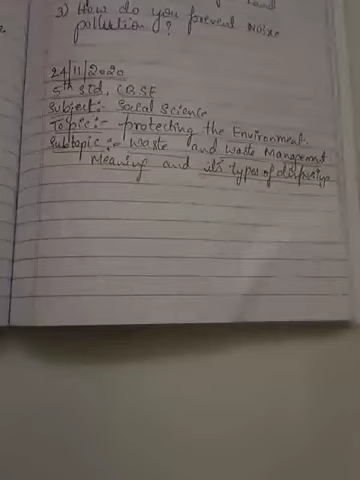 3) How do you prevent noise
pollution?
24/11/2020
5th Std, CBSE
Subject:- Social Science
Topic:- protecting the Environment.
Subtopic:- waste and waste Management
Meaning and its types of